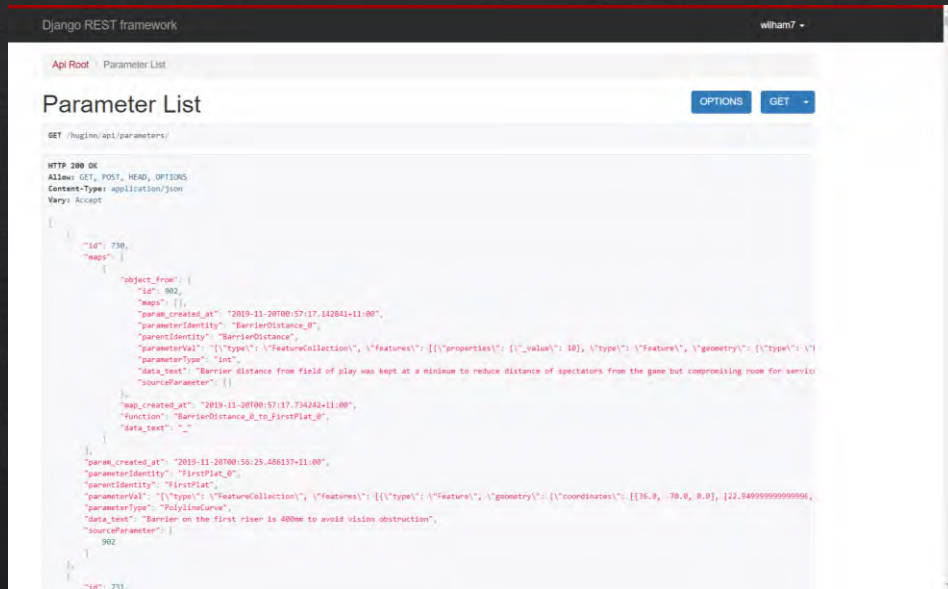 Django REST framework
wilham7
Api Root / Parameter List
Parameter List
OPTIONS
GET
GET /huginn/api/parameters/
HTTP 200 OK
Allow: GET, POST, HEAD, OPTIONS
Content-Type: application/json
Vary: Accept
[
{
"id": 730,
"maps": [
{
"object_from": {
"id": 902,
"maps": [],
"param_created_at": "2019-11-20T00:57:17.142841+11:00",
"parameterIdentity": "BarrierDistance_0",
"parentIdentity": "BarrierDistance",
"parameterVal": "{\"type\": \"FeatureCollection\", \"features\": [[{\"properties\": {\"_value\": 10}, \"type\": \"Feature\", \"geometry\": {\"type\": \"
"parameterType": "int",
"data_text": "Barrier distance from field of play was kept at a minimum to reduce distance of spectators from the game but compromising room for
"sourceParameter": []
},
"map_created_at": "2019-11-20T00:57:17.734242+11:00",
"function": "BarrierDistance_0_to_FirstPlat_0",
"data_text": "_"
}
],
"param_created_at": "2019-11-20T00:56:25.486137+11:00",
"parameterIdentity": "FirstPlat_0",
"parentIdentity": "FirstPlat",
"parameterVal": "{\"type\": \"FeatureCollection\", \"features\": [[{\"type\": \"Feature\", \"geometry\": {\"coordinates\": [[36.0, -70.0, 0.0], [22.949999999999996,
"parameterType": "PolylineCurve",
"data_text": "Barrier on the first riser is 400mm to avoid vision obstruction",
"sourceParameter": [
902
]
},
{
"id": 731,